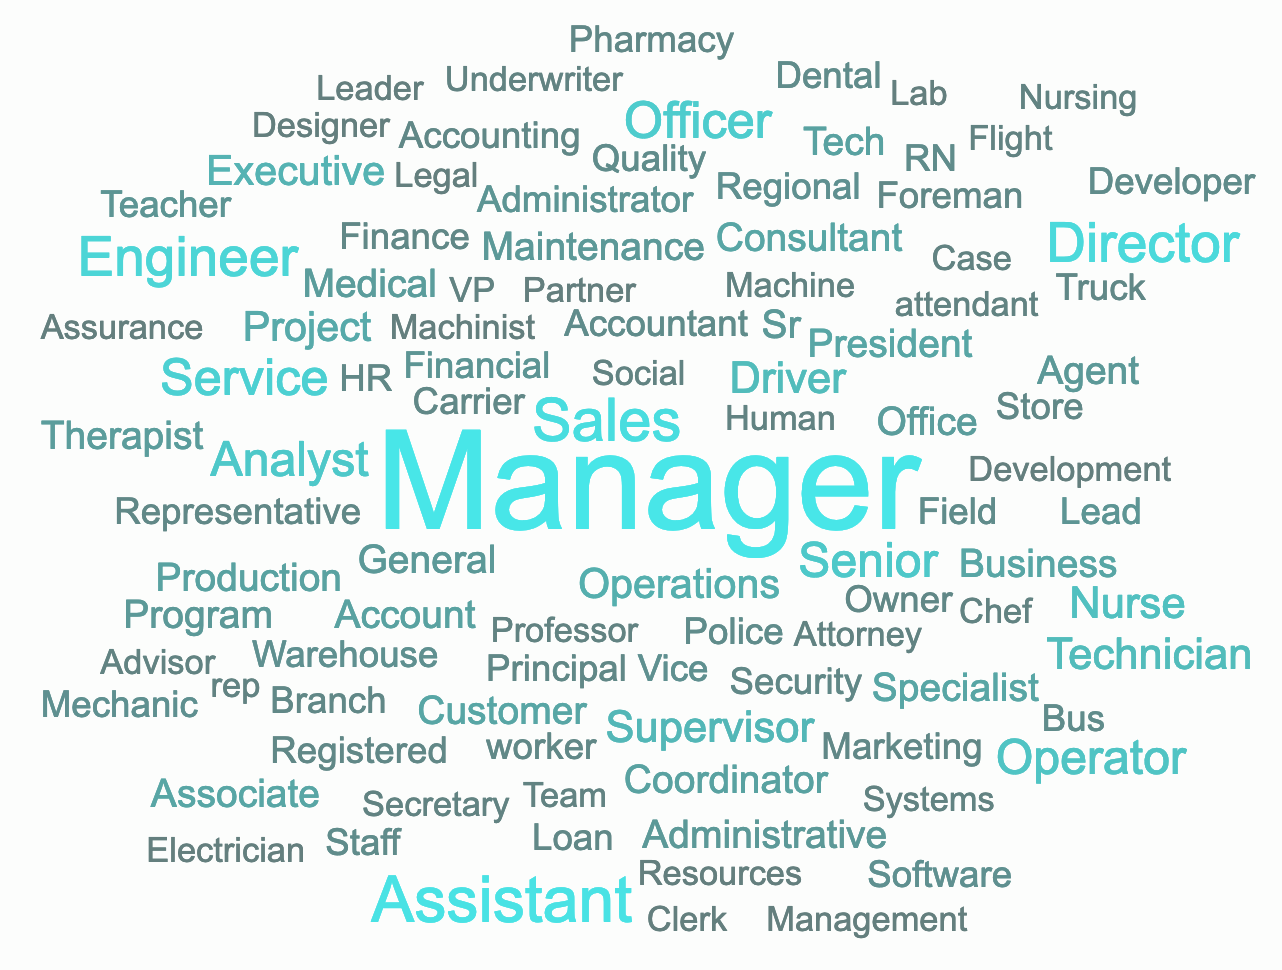 Pharmacy
Leader Underwriter Dental Lab Nursing
Designer Accounting Officer Tech Flight
Executive Legal Quality RN
Teacher Administrator Regional Foreman Developer
Engineer Finance Maintenance Consultant Case Director
Medical VP Partner Machine attendant Truck
Assurance Project Machinist Accountant Sr President
Service HR Financial Social Driver Agent
Carrier Sales Human Office Store
Therapist Analyst Manager Development
Representative Field Lead
Production General Operations Senior Business
Program Account Professor Police Owner Chef Nurse
Attorney
Advisor Warehouse Principal Vice Technician
Mechanic rep Branch Customer Security Specialist
Registered worker Supervisor Marketing Bus Operator
Associate Secretary Team Coordinator Systems
Electrician Staff Loan Administrative
Assistant Resources Software
Clerk Management